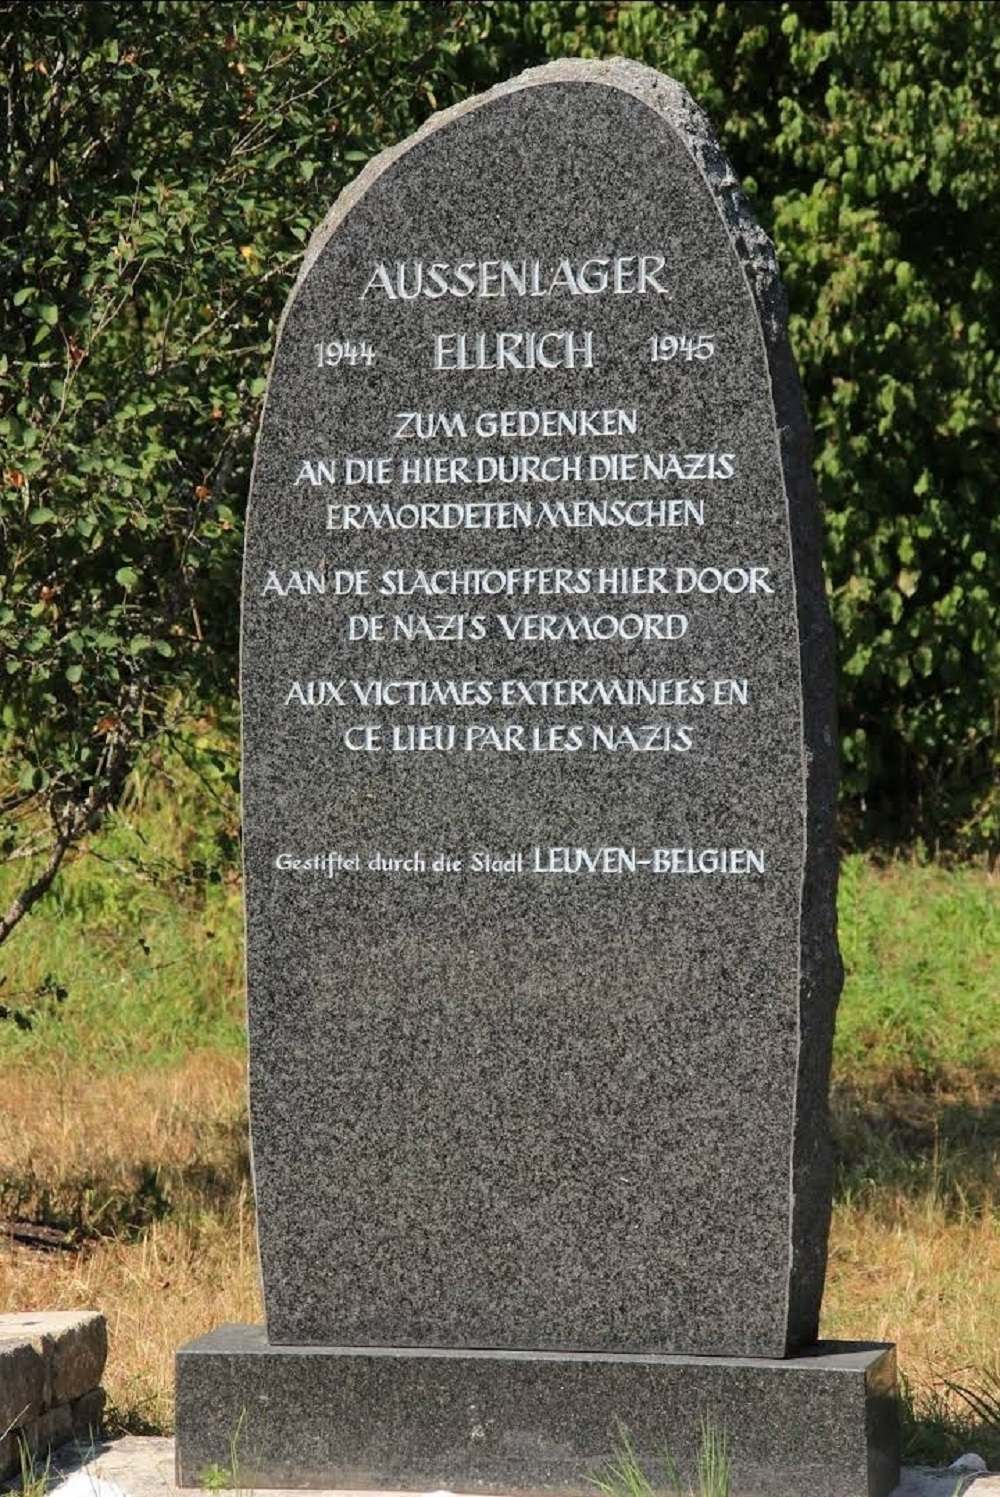 AUSSENLAGER
1944 ELLRICH 1945
ZUM GEDENKEN
AN DIE HIER DURCH DIE NAZIS
ERMORDETEN MENSCHEN
AAN DE SLACHTOFFERS HIER DOOR
DE NAZI'S VERMOORD
AUX VICTIMES EXTERMINEES EN
CE LIEU PAR LES NAZIS
Gestiftet durch die Stadt LEUVEN-BELGIEN